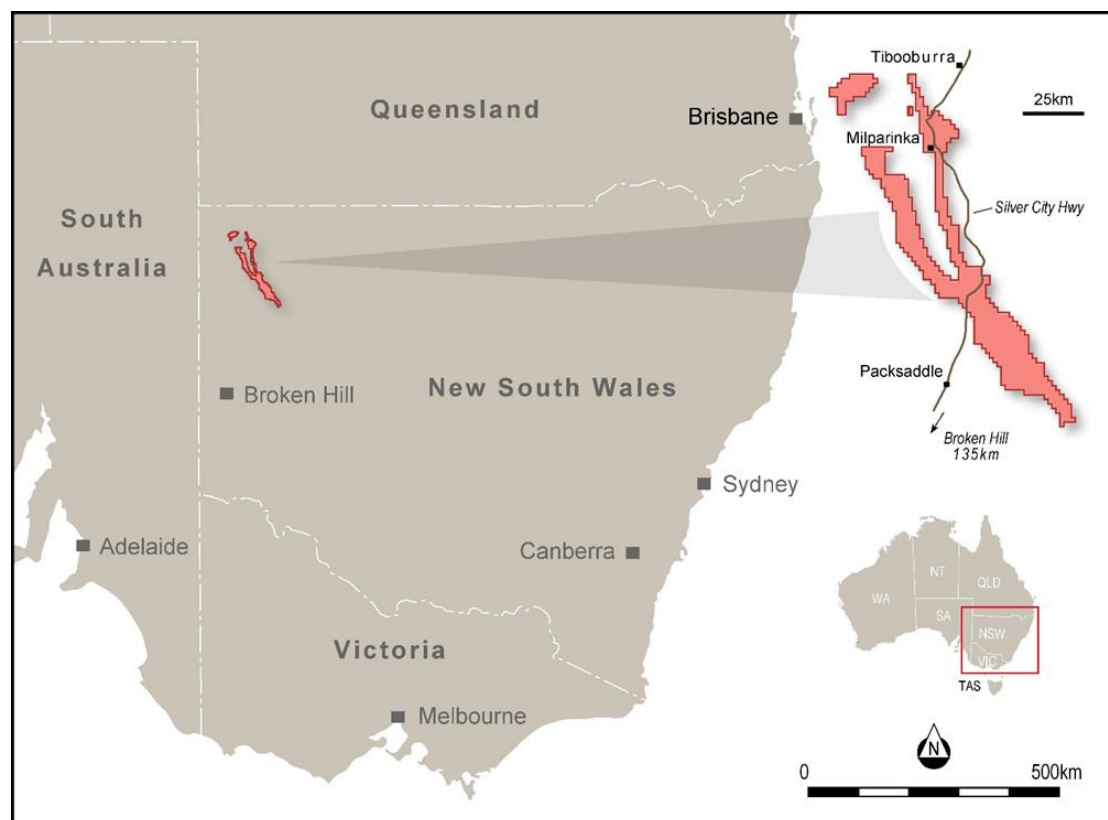 Queensland
Brisbane
South
Australia
Broken Hill
New South Wales
Sydney
Adelaide
Canberra
Victoria
Melbourne
Tibooburra
25km
Milparinka
Silver City Hwy
Packsaddle
Broken Hill
135km
NT
QLD
WA
SA
NSW
VIC
TAS
N
0
500km